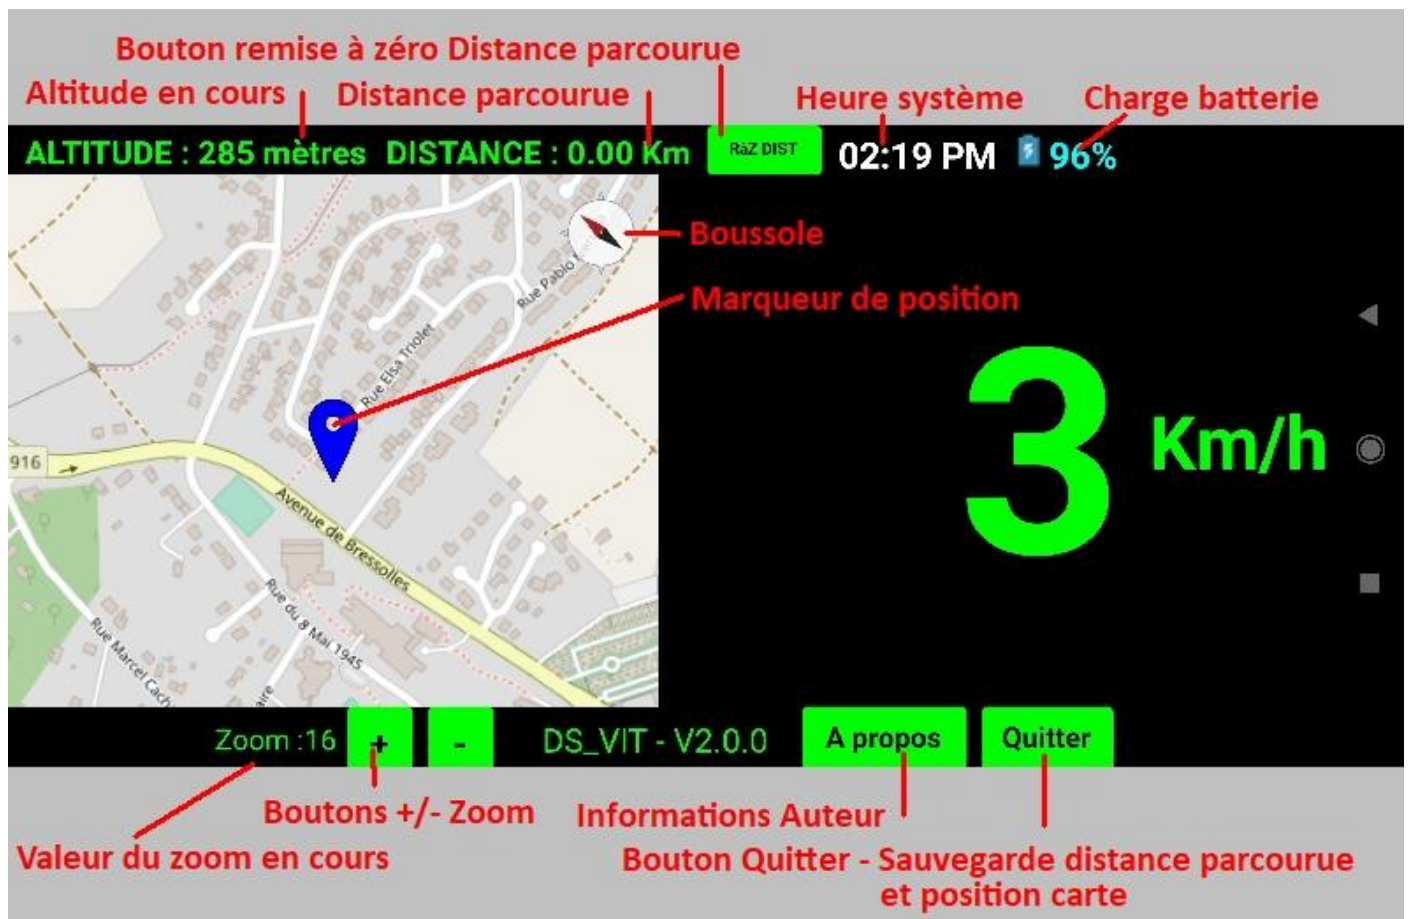 Bouton remise à zéro Distance parcourue
Altitude en cours
Distance parcourue
Heure système
Charge batterie
ALTITUDE : 285 mètres
DISTANCE : 0.00 Km
RàZ DIST
02:19 PM
96%
Boussole
Marqueur de position
Rue Pablo
Rue Elsa Triolet
3 Km/h
916
Avenue de Bressolles
Rue du 8 Mai 1945
Rue Marcel Cach
aire
Zoom :16
+
-
DS_VIT - V2.0.0
A propos
Quitter
Boutons +/- Zoom
Informations Auteur
Valeur du zoom en cours
Bouton Quitter - Sauvegarde distance parcourue
et position carte